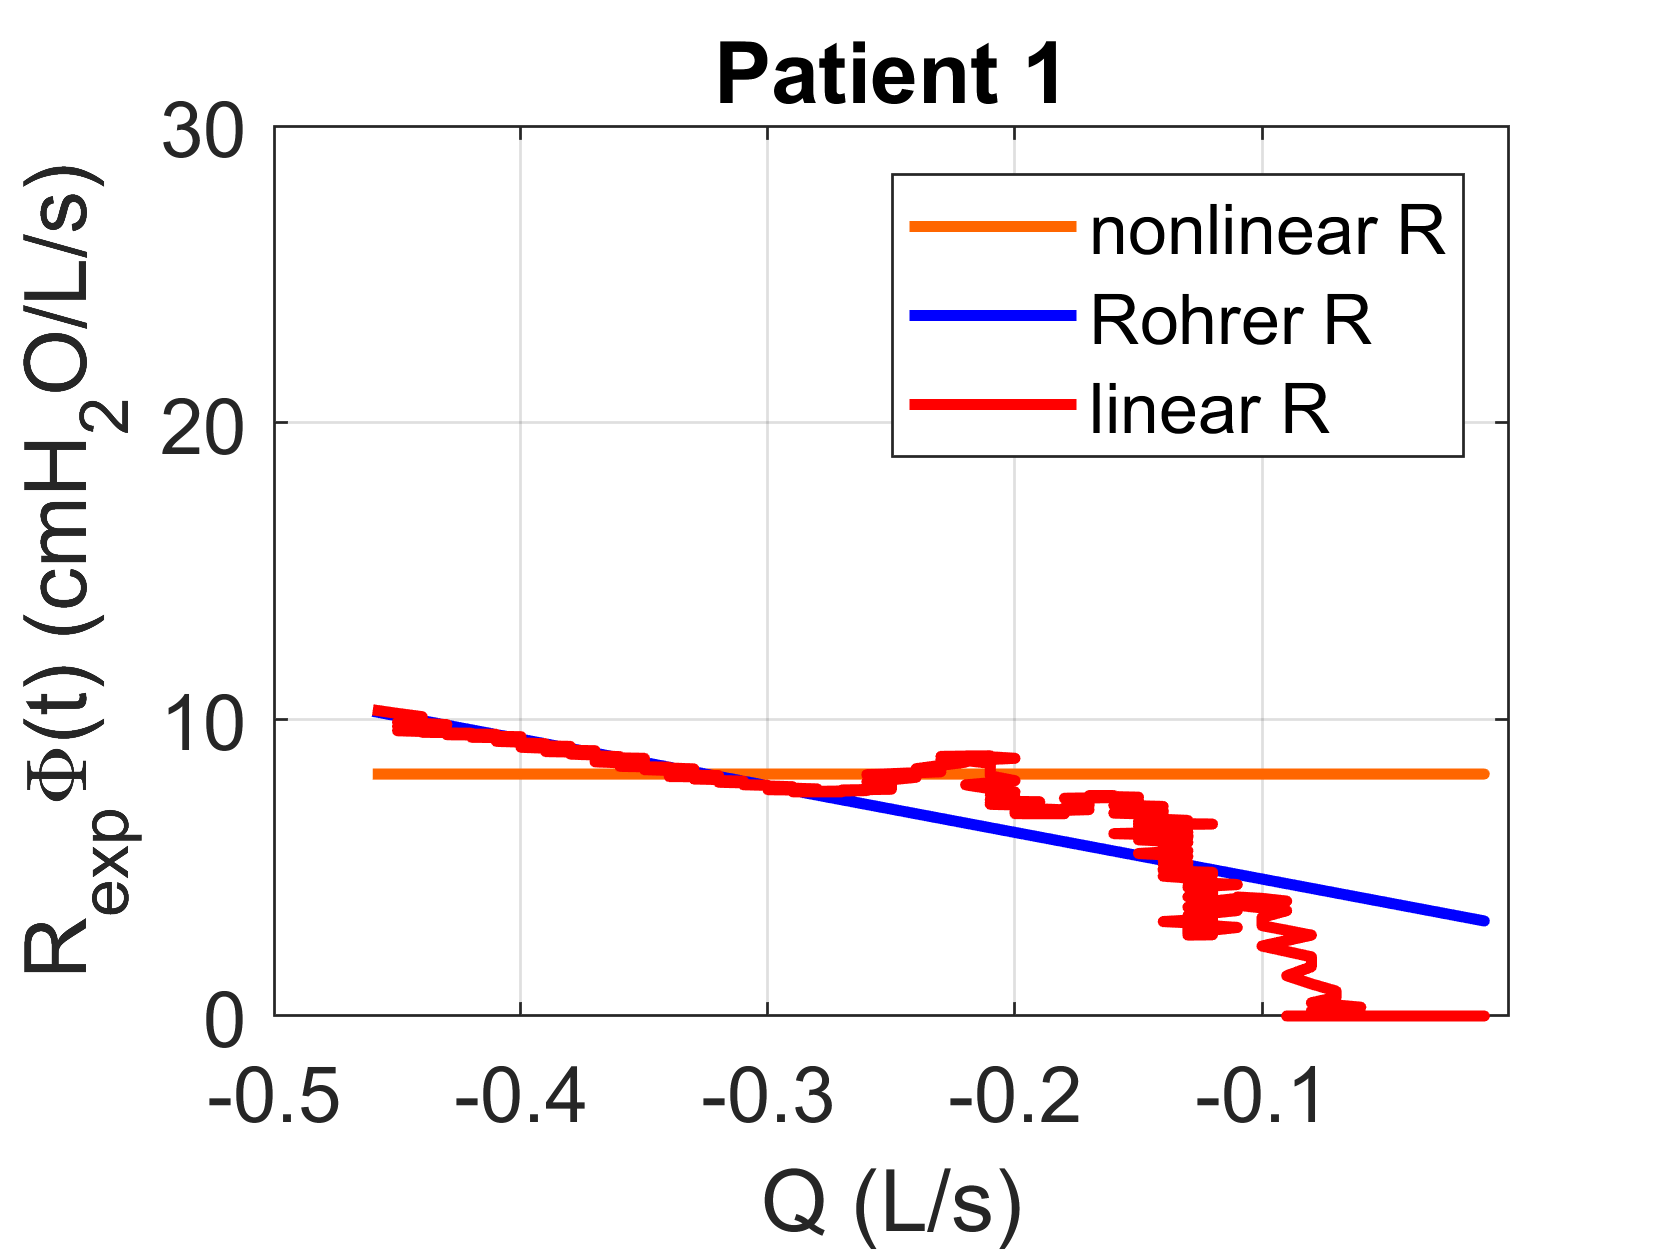 Patient 1
R_expΦ(t) (cmH₂O/L/s)
30
20
10
0
nonlinear R
Rohrer R
linear R
-0.5 -0.4 -0.3 -0.2 -0.1
Q (L/s)